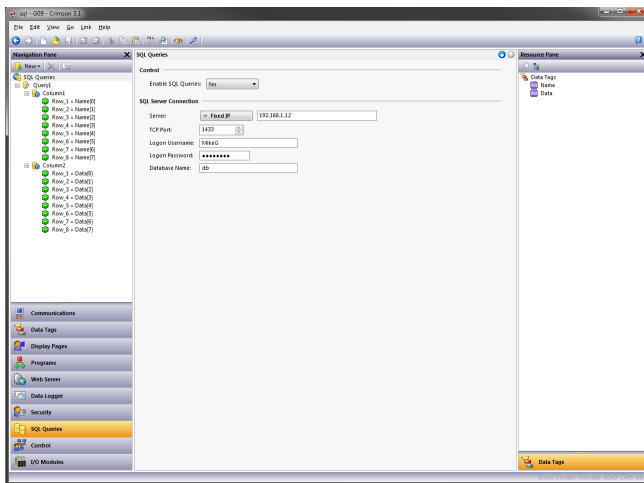 sql - G09 - Crimson 3.1
File Edit View Go Link Help
Navigation Pane
New
SQL Queries
Query1
Column1
Row_1 = Name[0]
Row_2 = Name[1]
Row_3 = Name[2]
Row_4 = Name[3]
Row_5 = Name[4]
Row_6 = Name[5]
Row_7 = Name[6]
Row_8 = Name[7]
Column2
Row_1 = Data[0]
Row_2 = Data[1]
Row_3 = Data[2]
Row_4 = Data[3]
Row_5 = Data[4]
Row_6 = Data[5]
Row_7 = Data[6]
Row_8 = Data[7]
Communications
Data Tags
Display Pages
Programs
Web Server
Data Logger
Security
SQL Queries
Control
I/O Modules
SQL Queries
Control
Enable SQL Queries: Yes
SQL Server Connection
Server: Fixed IP 192.168.1.12
TCP Port: 1433
Logon Username: MikeG
Logon Password: ••••••••
Database Name: db
Resource Pane
Data Tags
Name
Data
Data Tags
Errors Circular Translate READ CAPS